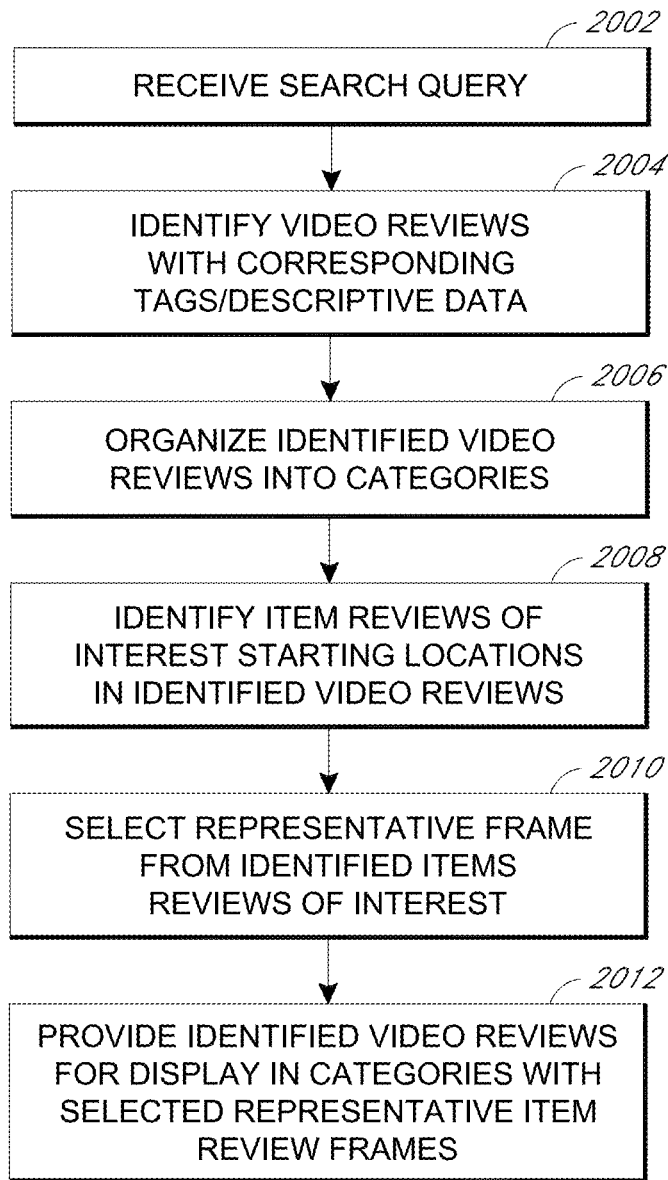 2002
RECEIVE SEARCH QUERY
2004
IDENTIFY VIDEO REVIEWS
WITH CORRESPONDING
TAGS/DESCRIPTIVE DATA
2006
ORGANIZE IDENTIFIED VIDEO
REVIEWS INTO CATEGORIES
2008
IDENTIFY ITEM REVIEWS OF
INTEREST STARTING LOCATIONS
IN IDENTIFIED VIDEO REVIEWS
2010
SELECT REPRESENTATIVE FRAME
FROM IDENTIFIED ITEMS
REVIEWS OF INTEREST
2012
PROVIDE IDENTIFIED VIDEO REVIEWS
FOR DISPLAY IN CATEGORIES WITH
SELECTED REPRESENTATIVE ITEM
REVIEW FRAMES